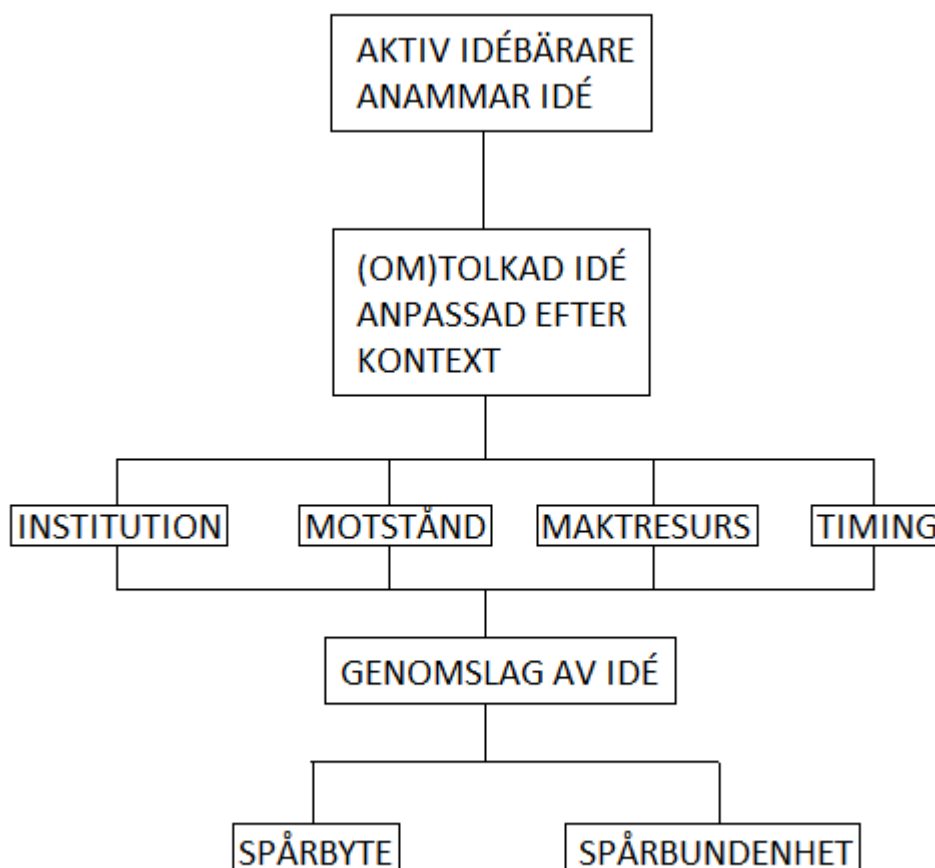 AKTIV IDÉBÄRARE
ANAMMAR IDÉ
(OM)TOLKAD IDÉ
ANPASSAD EFTER
KONTEXT
INSTITUTION
MOTSTÅND
MAKTRESURS
TIMING
GENOMSLAG AV IDÉ
SPÅRBYTE
SPÅRBUNDENHET